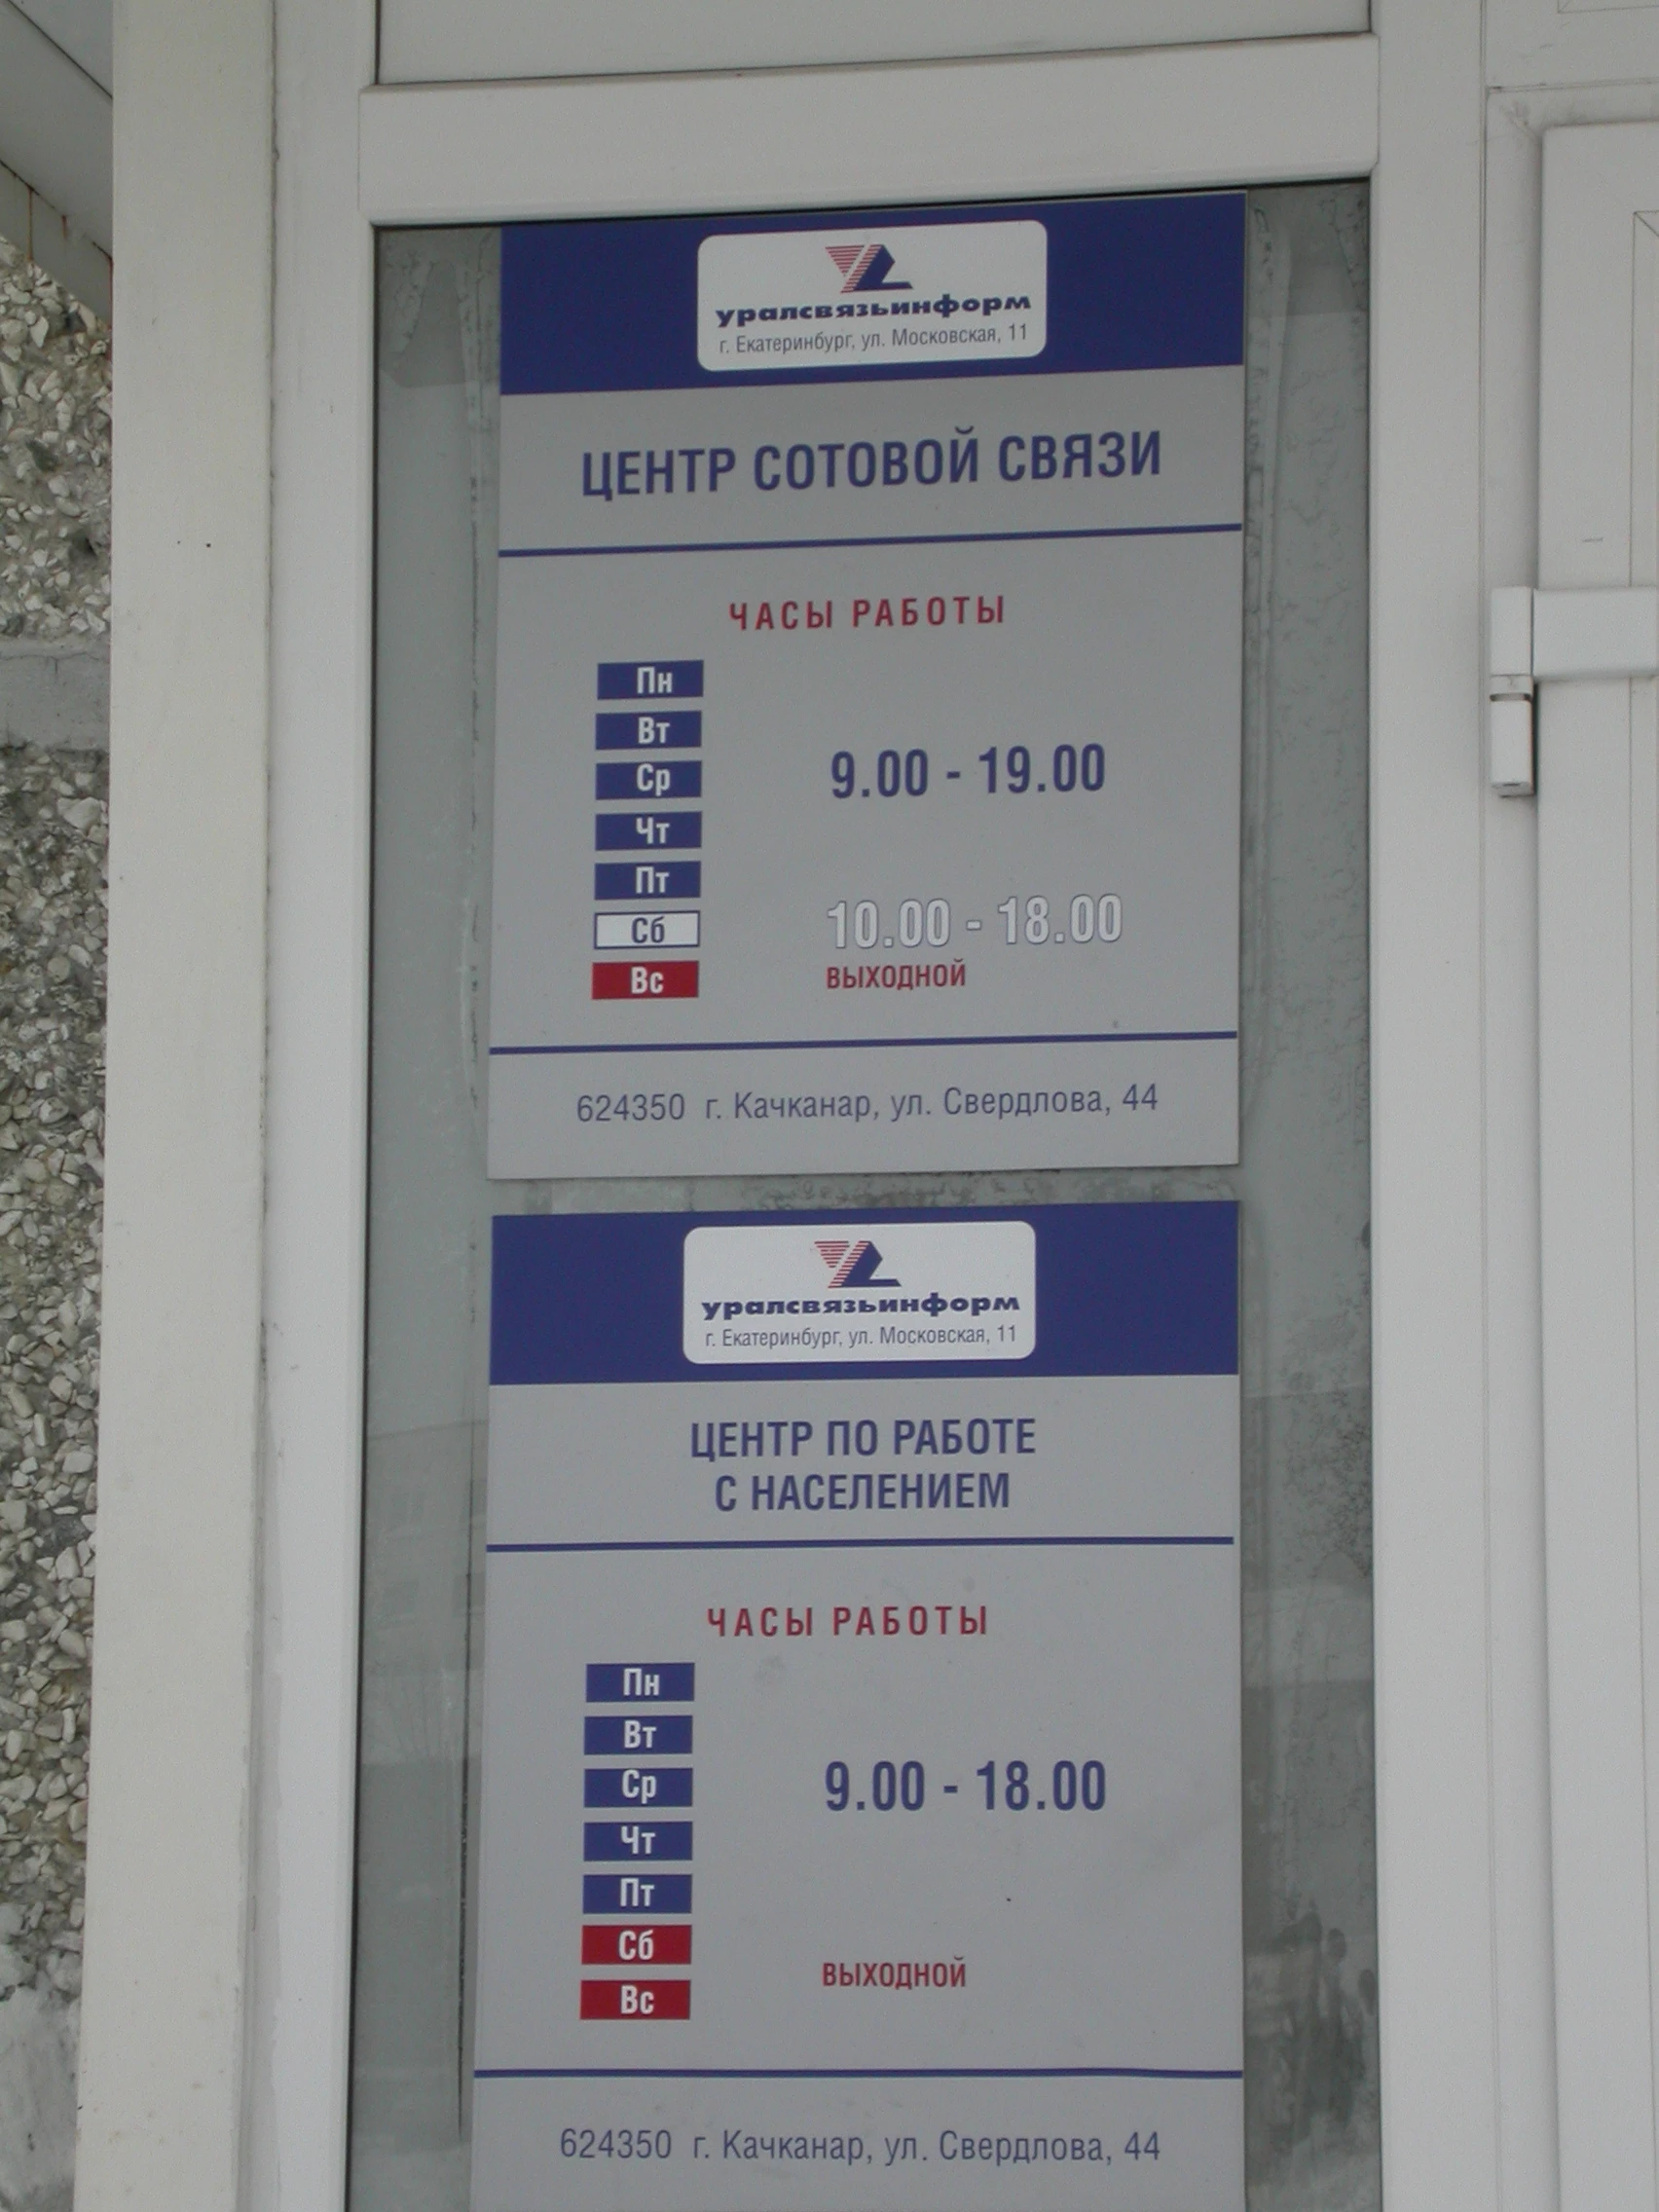 уралсвязьинформ
г. Екатеринбург, ул. Московская, 11
ЦЕНТР СОТОВОЙ СВЯЗИ
ЧАСЫ РАБОТЫ
Пн
Вт
Ср 9.00 - 19.00
Чт
Пт
Сб 10.00 - 18.00
Вс ВЫХОДНОЙ
624350 г. Качканар, ул. Свердлова, 44
уралсвязьинформ
г. Екатеринбург, ул. Московская, 11
ЦЕНТР ПО РАБОТЕ
С НАСЕЛЕНИЕМ
ЧАСЫ РАБОТЫ
Пн
Вт
Ср 9.00 - 18.00
Чт
Пт
Сб
ВЫХОДНОЙ
Вс
624350 г. Качканар, ул. Свердлова, 44